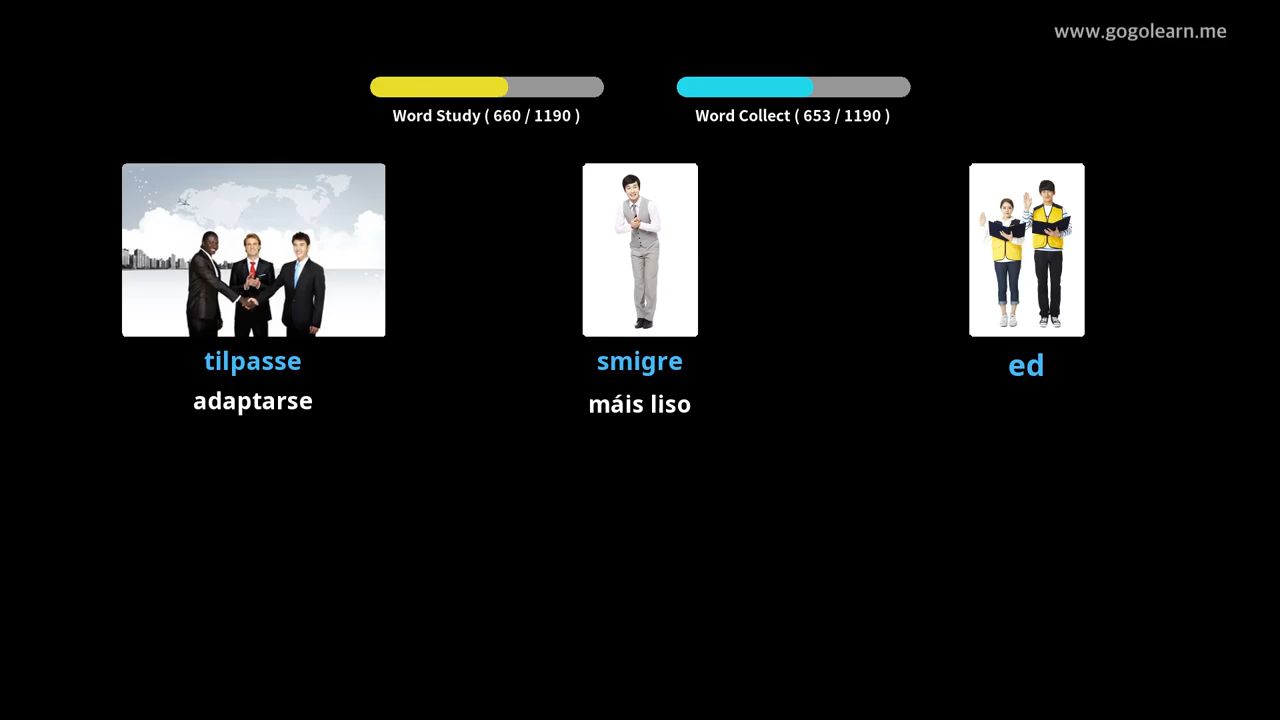 www.gogolearn.me
Word Study ( 660 / 1190 )
Word Collect ( 653 / 1190 )
tilpasse
smigre
ed
adaptarse
máis liso